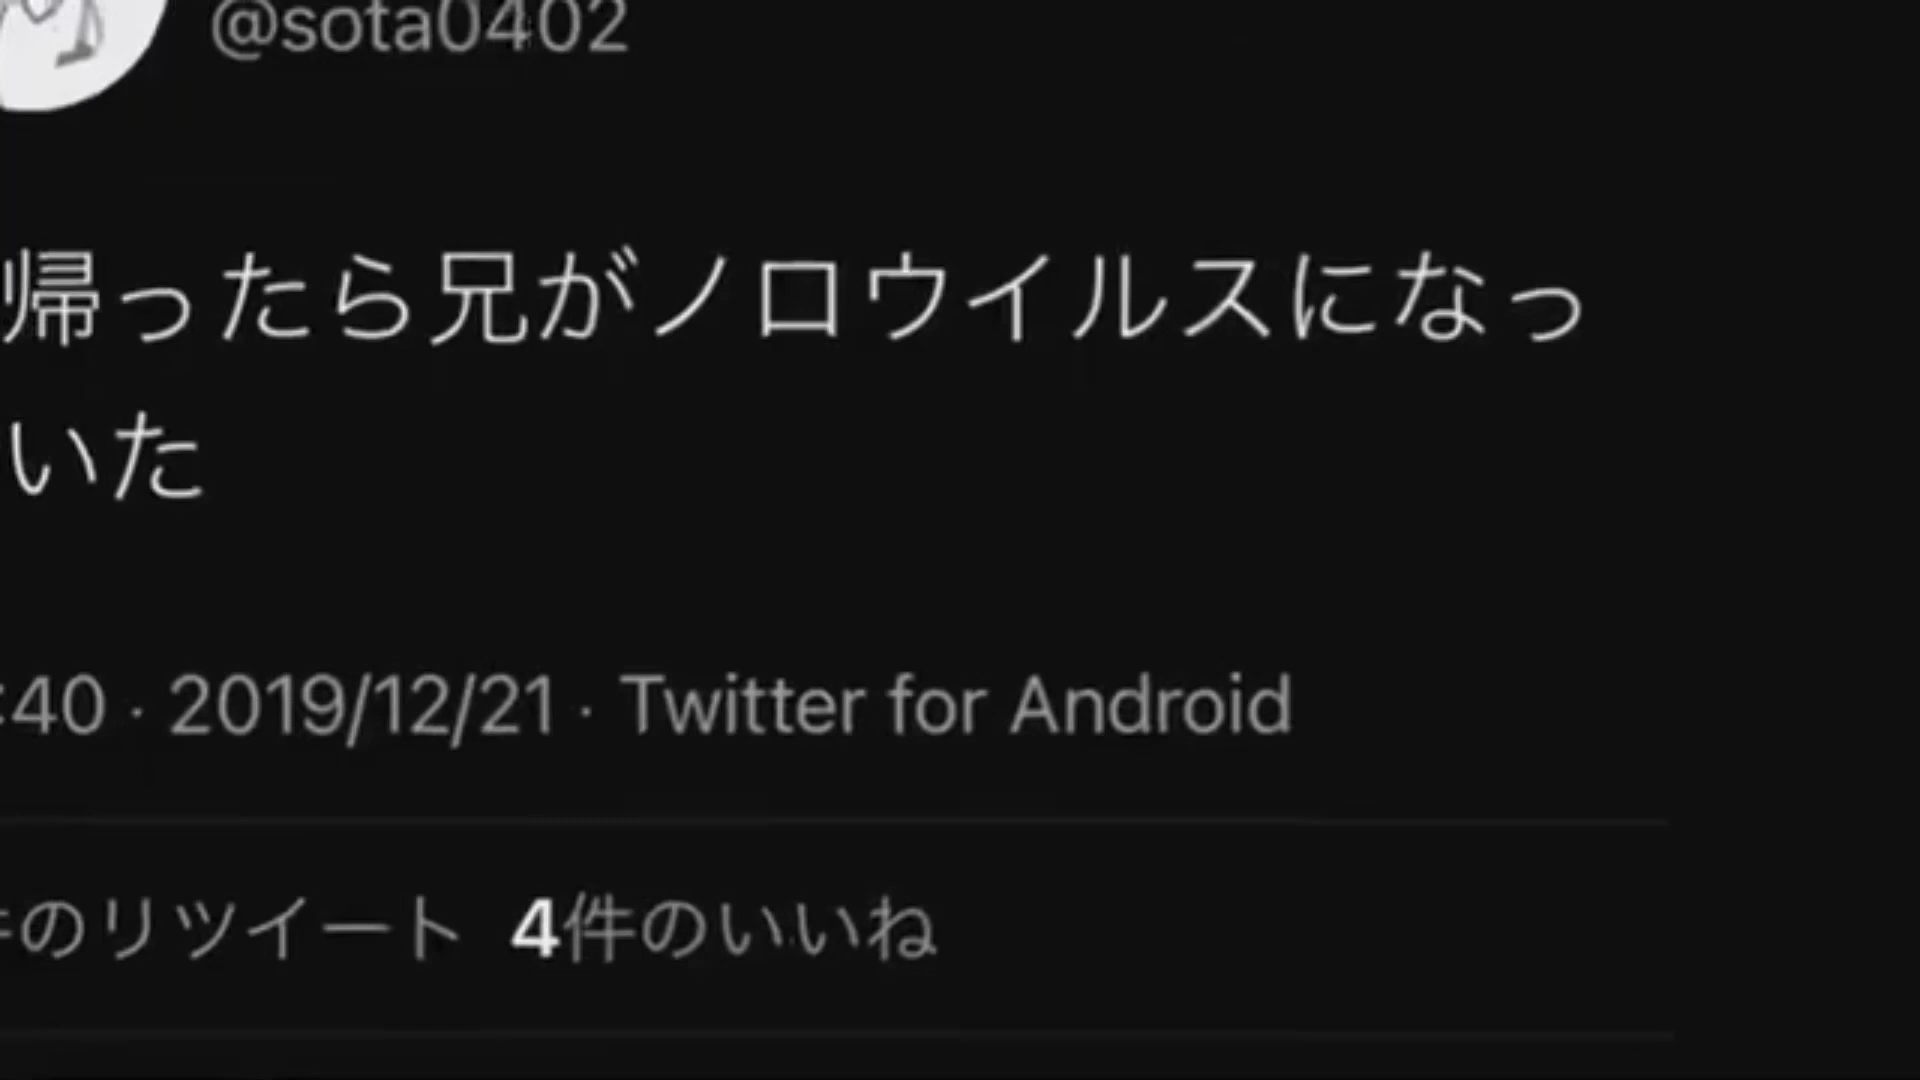 @sota0402
帰ったら兄がノロウイルスになっ
いた
:40 · 2019/12/21 · Twitter for Android
件のリツイート 4件のいいね